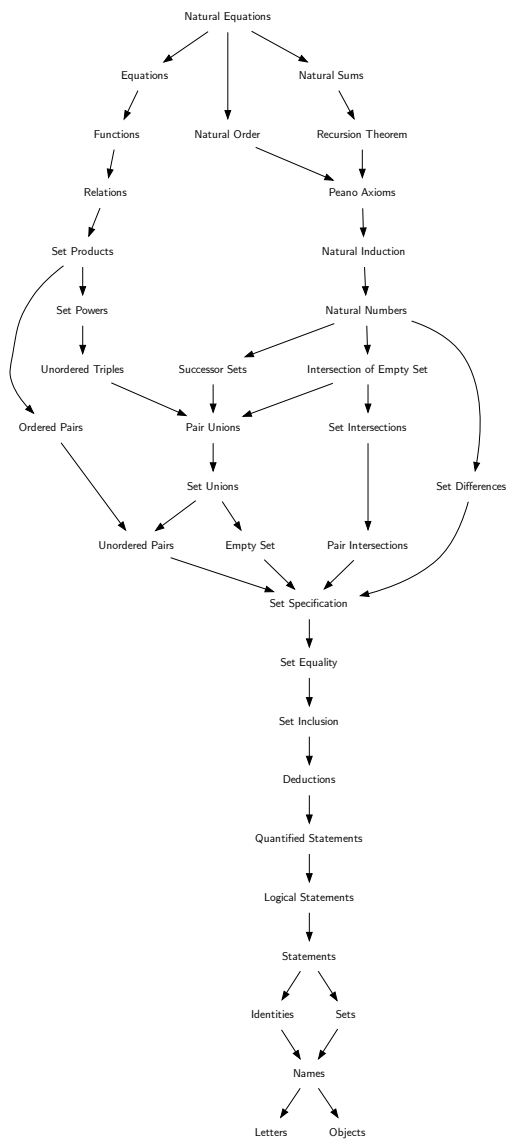 Natural Equations
Equations
Natural Sums
Functions
Natural Order
Recursion Theorem
Relations
Peano Axioms
Set Products
Natural Induction
Set Powers
Natural Numbers
Unordered Triples
Successor Sets
Intersection of Empty Set
Ordered Pairs
Pair Unions
Set Intersections
Set Unions
Set Differences
Unordered Pairs
Empty Set
Pair Intersections
Set Specification
Set Equality
Set Inclusion
Deductions
Quantified Statements
Logical Statements
Statements
Identities
Sets
Names
Letters
Objects